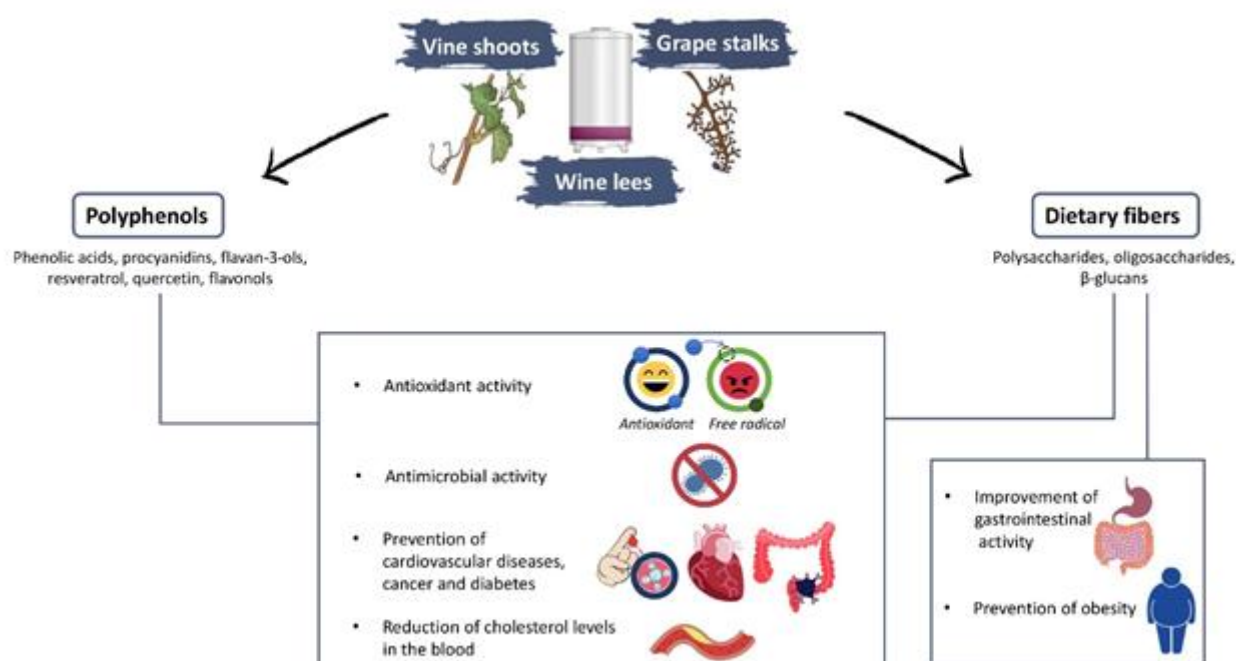 Vine shoots
Grape stalks
Wine lees
Polyphenols
Phenolic acids, procyanidins, flavan-3-ols,
resveratrol, quercetin, flavonols
Dietary fibers
Polysaccharides, oligosaccharides,
β-glucans
• Antioxidant activity
Antioxidant Free radical
• Antimicrobial activity
• Prevention of
cardiovascular diseases,
cancer and diabetes
• Reduction of cholesterol levels
in the blood
• Improvement of
gastrointestinal
activity
• Prevention of obesity